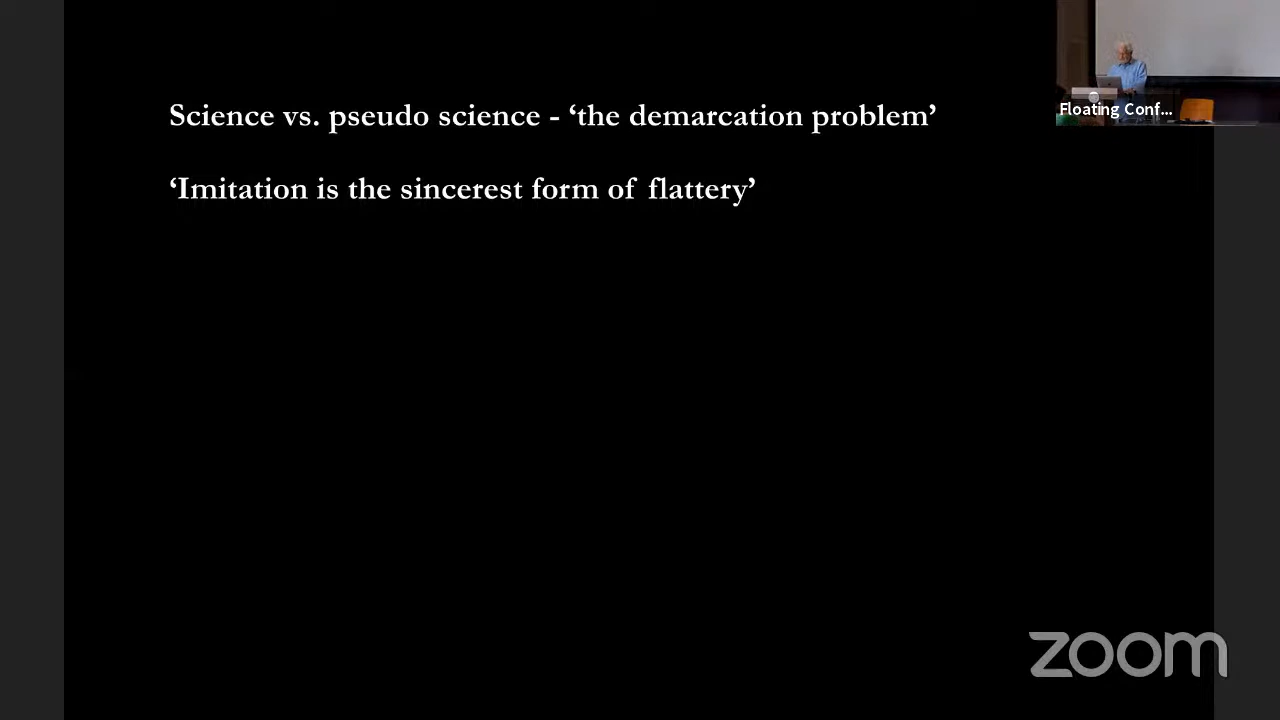 Science vs. pseudo science - ‘the demarcation problem’
Floating Conf...
‘Imitation is the sincerest form of flattery’
zoom